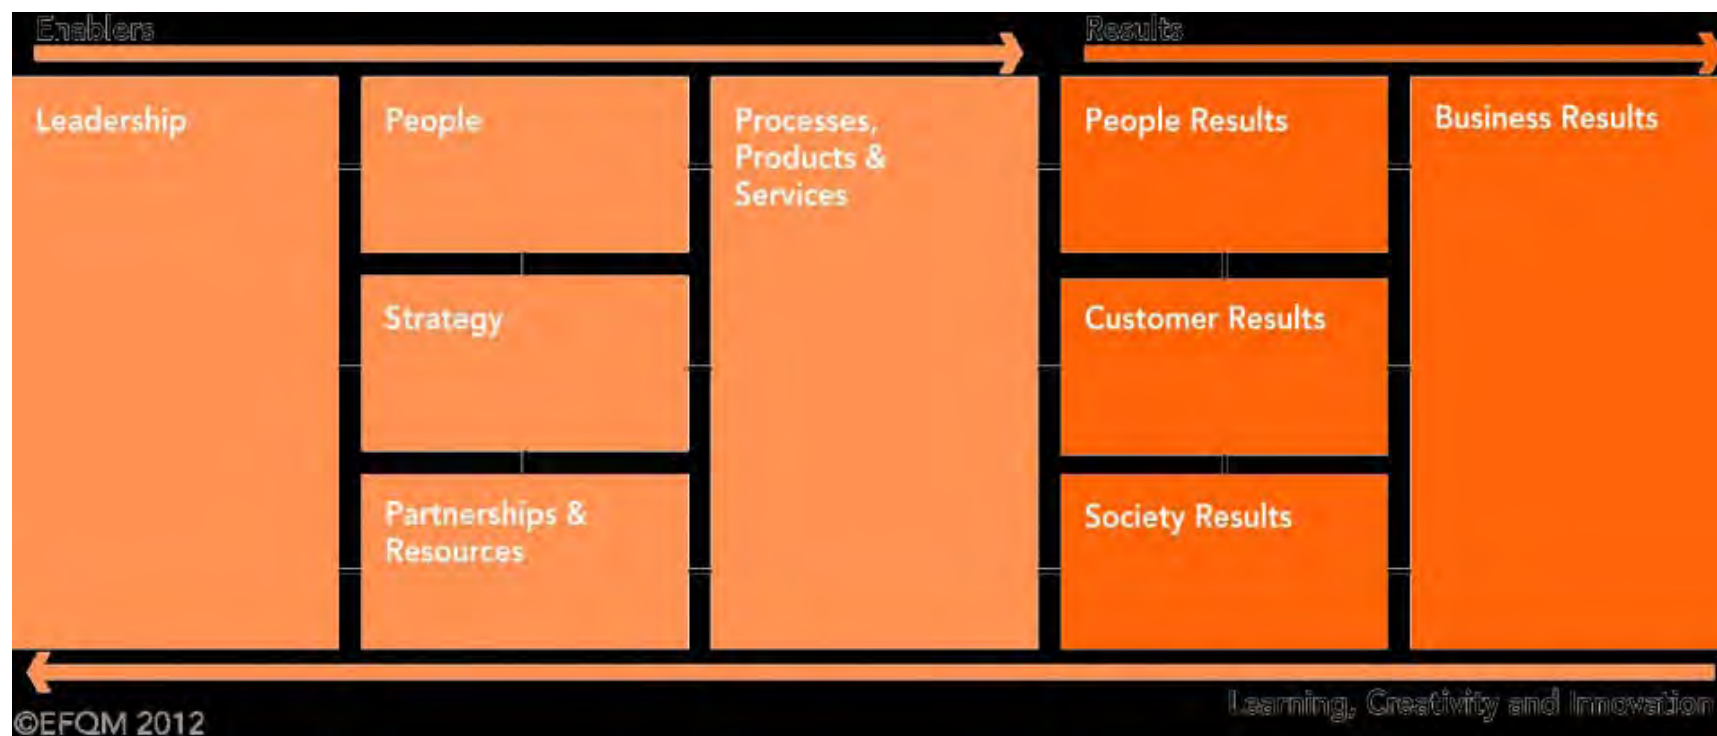 Enablers
Results
Leadership
People
Processes,
Products &
Services
People Results
Business Results
Strategy
Customer Results
Partnerships &
Resources
Society Results
Learning, Creativity and Innovation
©EFQM 2012